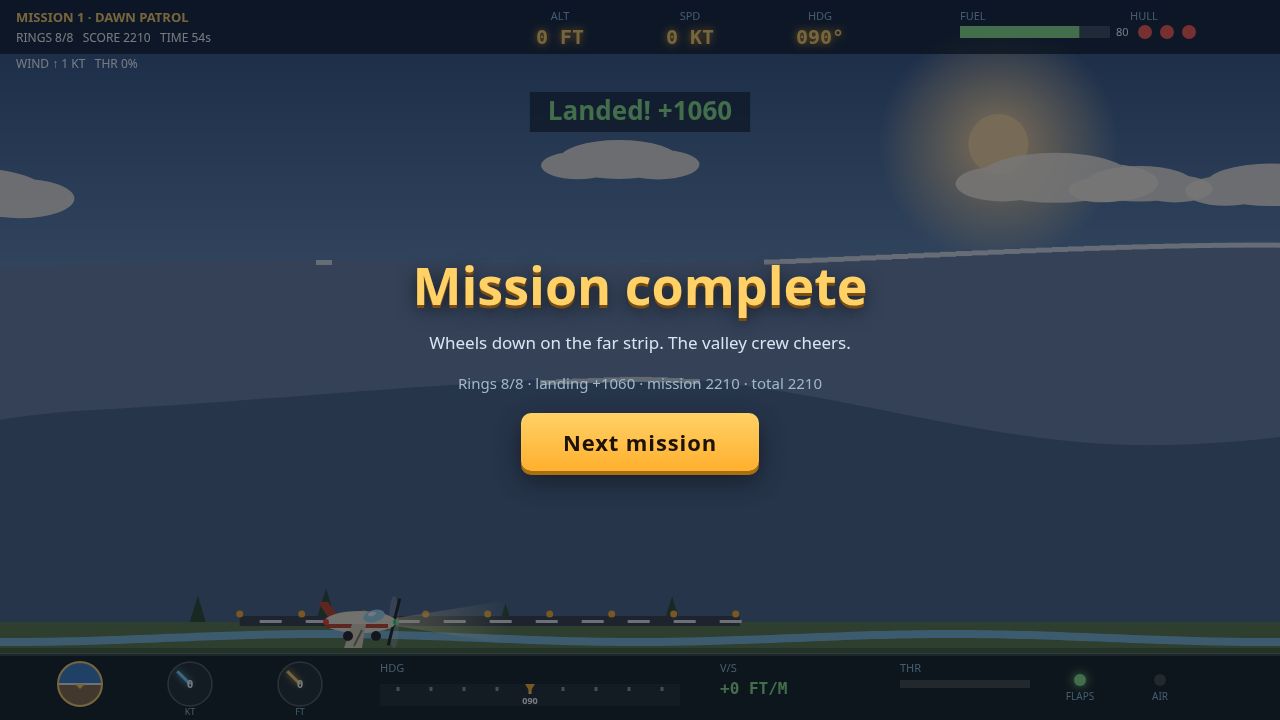 MISSION 1 · DAWN PATROL
RINGS 8/8 SCORE 2210 TIME 54s
WIND ↑ 1 KT THR 0%
ALT
0 FT
SPD
0 KT
HDG
090°
FUEL
80
HULL
Landed! +1060
Mission complete
Wheels down on the far strip. The valley crew cheers.
Rings 8/8 · landing +1060 · mission 2210 · total 2210
Next mission
0
KT
0
FT
HDG
090
V/S
+0 FT/M
THR
FLAPS
AIR